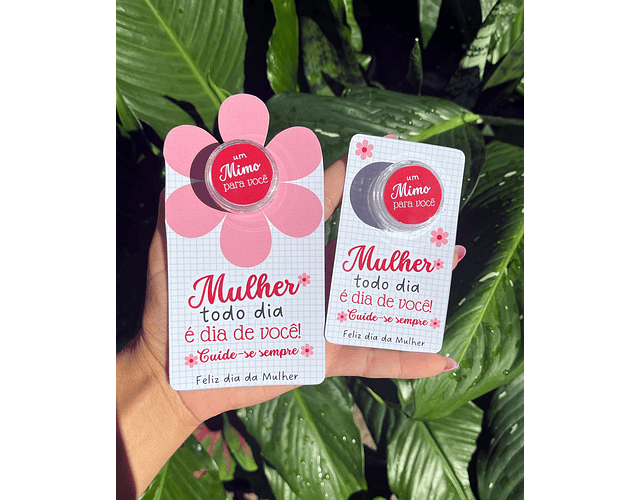 um
Mimo
para você
Mulher
todo dia
é dia de você!
Cuide-se sempre
Feliz dia da Mulher
um
Mimo
para você
Mulher
todo dia
é dia de você!
Cuide-se sempre
Feliz dia da Mulher